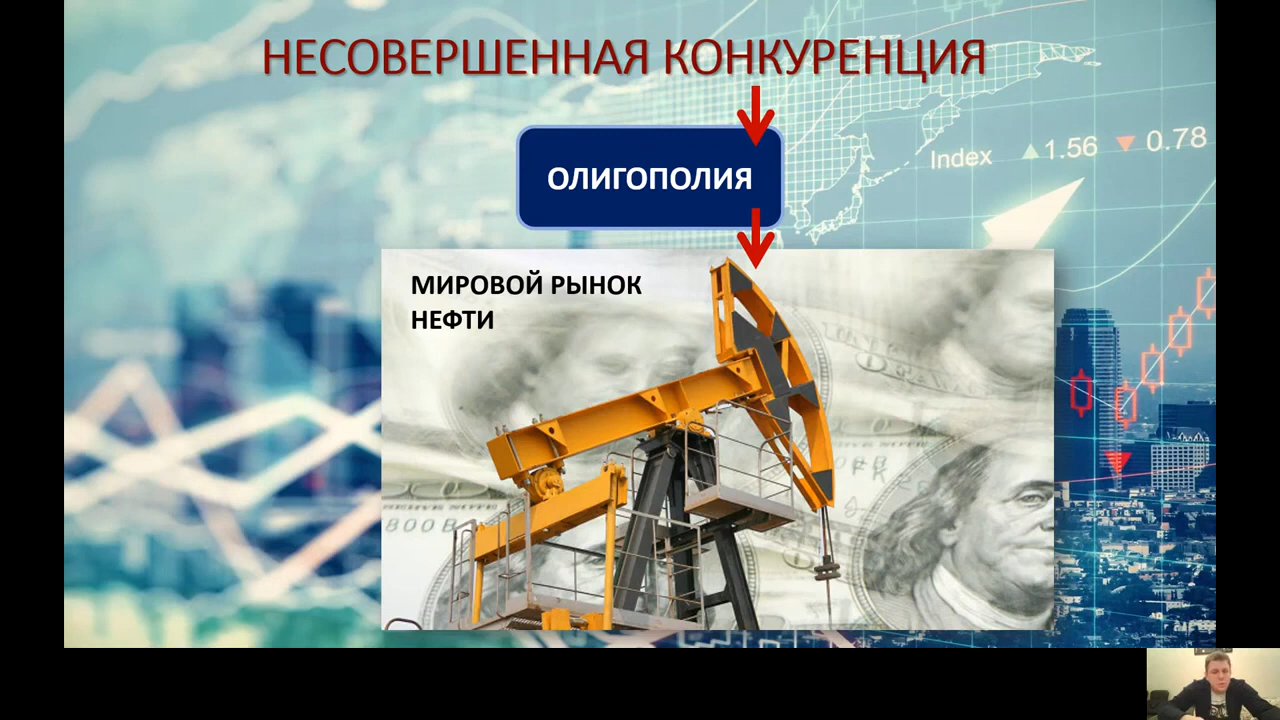 НЕСОВЕРШЕННАЯ КОНКУРЕНЦИЯ
ОЛИГОПОЛИЯ
Index ▲1.56 ▼0.78
МИРОВОЙ РЫНОК
НЕФТИ